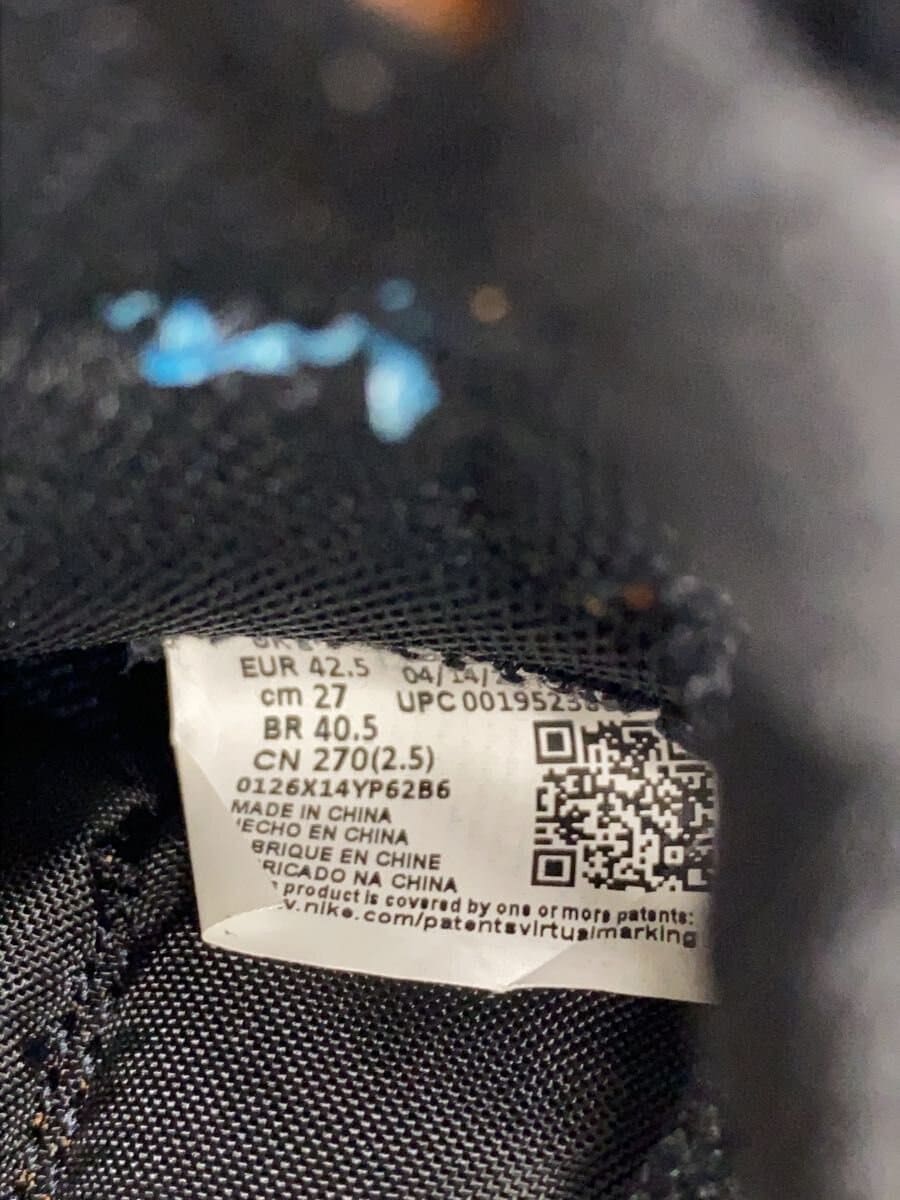 EUR 42.5 04/14/
cm 27 UPC 00195238
BR 40.5
CN 270(2.5)
0126X14YP62B6
MADE IN CHINA
ECHO EN CHINA
BRIQUE EN CHINE
RICADO NA CHINA
product is covered by one or more patents:
v.nike.com/patentsvirtualmarking